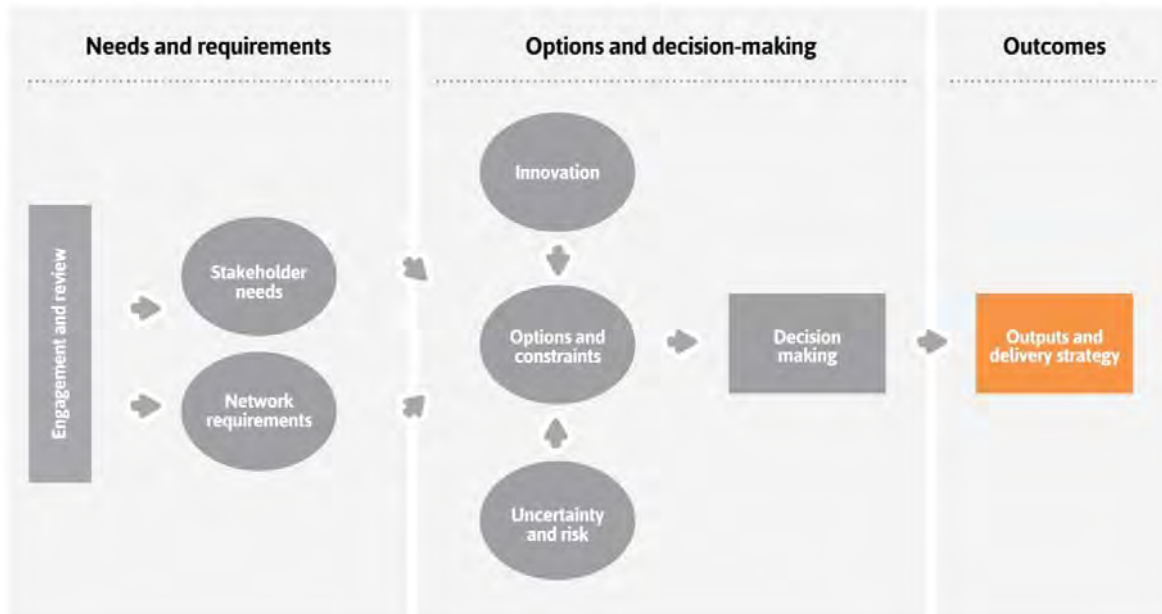 Needs and requirements
Options and decision-making
Outcomes
Engagement and review
Stakeholder
needs
Network
requirements
Innovation
Options and
constraints
Uncertainty
and risk
Decision
making
Outputs and
delivery strategy